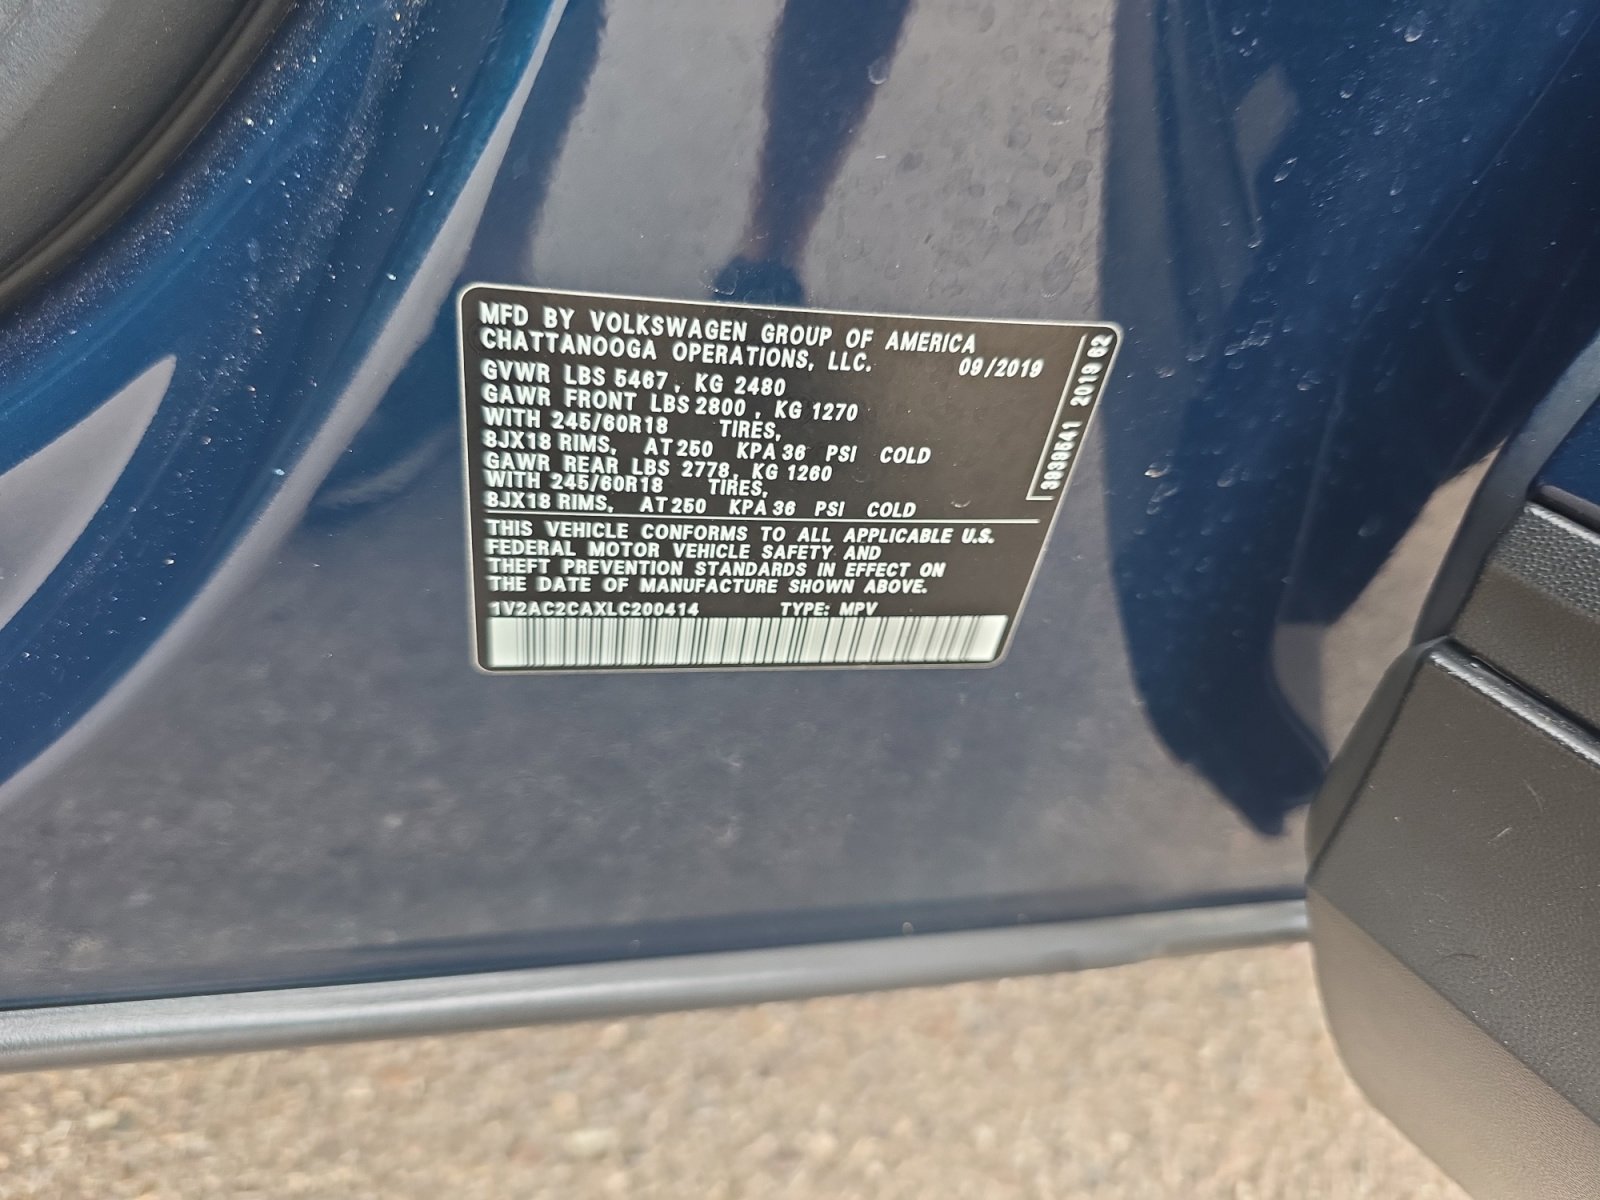 MFD BY VOLKSWAGEN GROUP OF AMERICA
CHATTANOOGA OPERATIONS, LLC. 09/2019
GVWR LBS 5467, KG 2480
GAWR FRONT LBS 2800, KG 1270
WITH 245/60R18 TIRES,
8JX18 RIMS, AT 250 KPA 36 PSI COLD
GAWR REAR LBS 2778, KG 1260
WITH 245/60R18 TIRES,
8JX18 RIMS, AT 250 KPA 36 PSI COLD
THIS VEHICLE CONFORMS TO ALL APPLICABLE U.S.
FEDERAL MOTOR VEHICLE SAFETY AND
THEFT PREVENTION STANDARDS IN EFFECT ON
THE DATE OF MANUFACTURE SHOWN ABOVE.
1V2AC2CAXLC200414 TYPE: MPV
2019